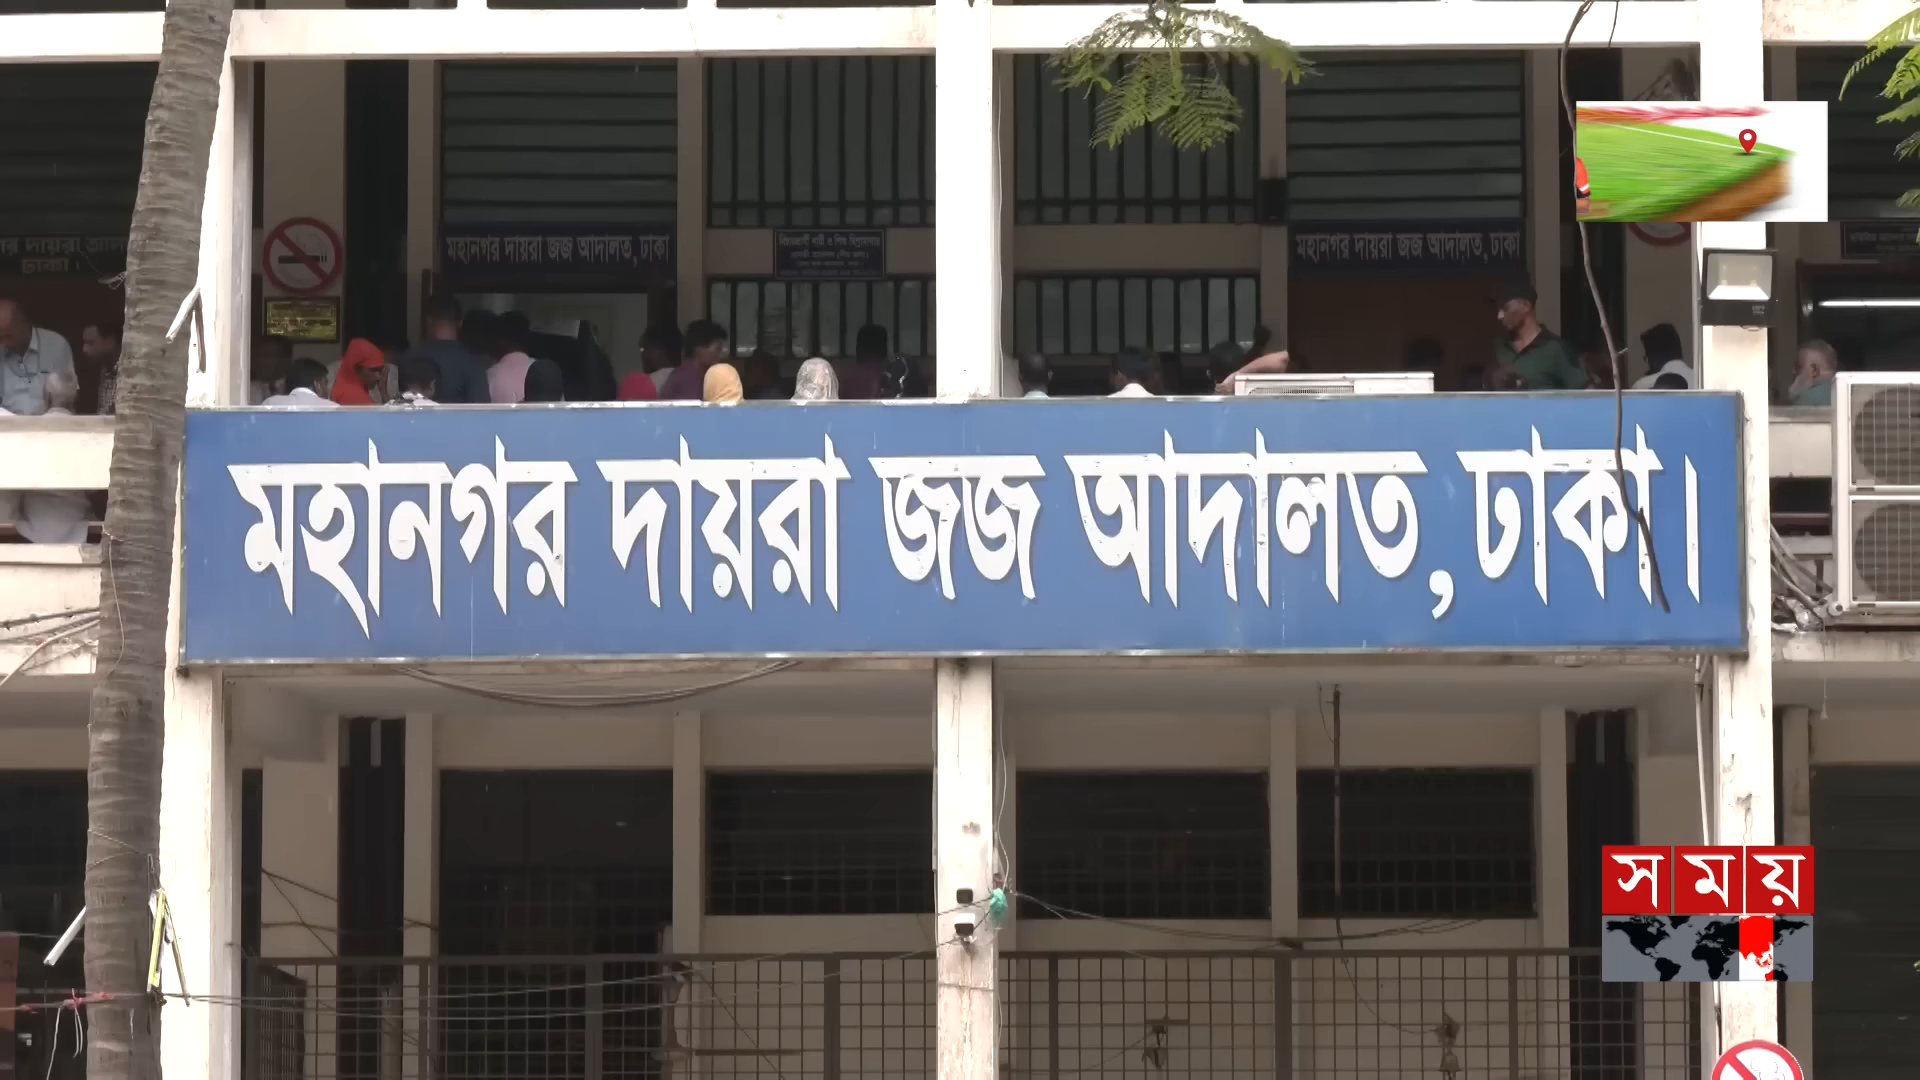 মহানগর দায়রা জজ আদালত, ঢাকা
মহানগর দায়রা জজ আদালত, ঢাকা
ঢাকা।
মহানগর দায়রা জজ আদালত, ঢাকা।
সময়